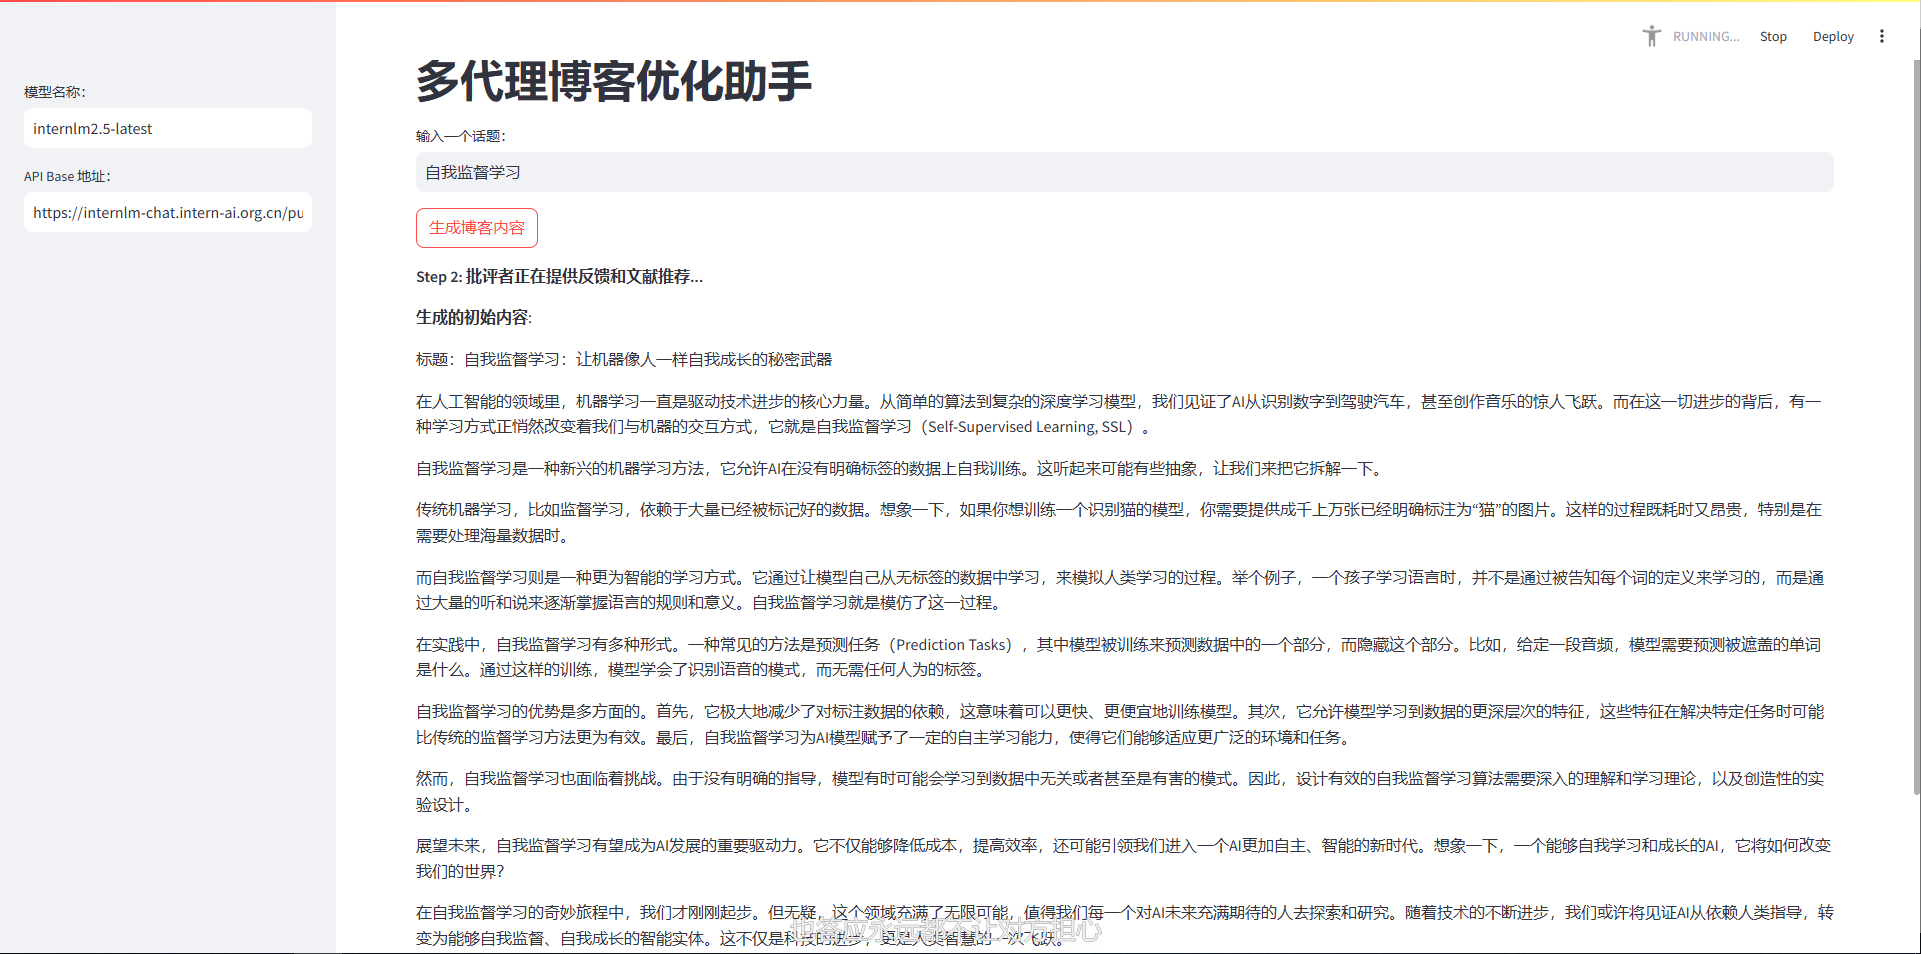 RUNNING...
Stop
Deploy
模型名称：
internlm2.5-latest
API Base 地址：
https://internlm-chat.intern-ai.org.cn/pu
多代理博客优化助手
输入一个话题：
自我监督学习
生成博客内容
Step 2: 批评者正在提供反馈和文献推荐...
生成的初始内容:
标题：自我监督学习：让机器像人一样自我成长的秘密武器
在人工智能的领域里，机器学习一直是驱动技术进步的核心力量。从简单的算法到复杂的深度学习模型，我们见证了AI从识别数字到驾驶汽车，甚至创作音乐的惊人飞跃。而在这一切进步的背后，有一
种学习方式正悄然改变着我们与机器的交互方式，它就是自我监督学习（Self-Supervised Learning, SSL）。
自我监督学习是一种新兴的机器学习方法，它允许AI在没有明确标签的数据上自我训练。这听起来可能有些抽象，让我们来把它拆解一下。
传统机器学习，比如监督学习，依赖于大量已经被标记好的数据。想象一下，如果你想训练一个识别猫的模型，你需要提供成千上万张已经明确标注为“猫”的图片。这样的过程既耗时又昂贵，特别是在
需要处理海量数据时。
而自我监督学习则是一种更为智能的学习方式。它通过让模型自己从无标签的数据中学习，来模拟人类学习的过程。举个例子，一个孩子学习语言时，并不是通过被告知每个词的定义来学习的，而是通
过大量的听和说来逐渐掌握语言的规则和意义。自我监督学习就是模仿了这一过程。
在实践中，自我监督学习有多种形式。一种常见的方法是预测任务（Prediction Tasks），其中模型被训练来预测数据中的一个部分，而隐藏这个部分。比如，给定一段音频，模型需要预测被遮盖的单词
是什么。通过这样的训练，模型学会了识别语音的模式，而无需任何人为的标签。
自我监督学习的优势是多方面的。首先，它极大地减少了对标注数据的依赖，这意味着可以更快、更便宜地训练模型。其次，它允许模型学习到数据的更深层次的特征，这些特征在解决特定任务时可能
比传统的监督学习方法更为有效。最后，自我监督学习为AI模型赋予了一定的自主学习能力，使得它们能够适应更广泛的环境和任务。
然而，自我监督学习也面临着挑战。由于没有明确的指导，模型有时可能会学习到数据中无关或者甚至是有害的模式。因此，设计有效的自我监督学习算法需要深入的理解和学习理论，以及创造性的实
验设计。
展望未来，自我监督学习有望成为AI发展的重要驱动力。它不仅能够降低成本，提高效率，还可能引领我们进入一个AI更加自主、智能的新时代。想象一下，一个能够自我学习和成长的AI，它将如何改变
我们的世界？
在自我监督学习的奇妙旅程中，我们才刚刚起步。但无疑，这个领域充满了无限可能，值得我们每一个对AI未来充满期待的人去探索和研究。随着技术的不断进步，我们或许将见证AI从依赖人类指导，转
变为能够自我监督、自我成长的智能实体。这不仅是科技的进步，更是人类智慧的一次飞跃。
也答应永远都不让对方担心